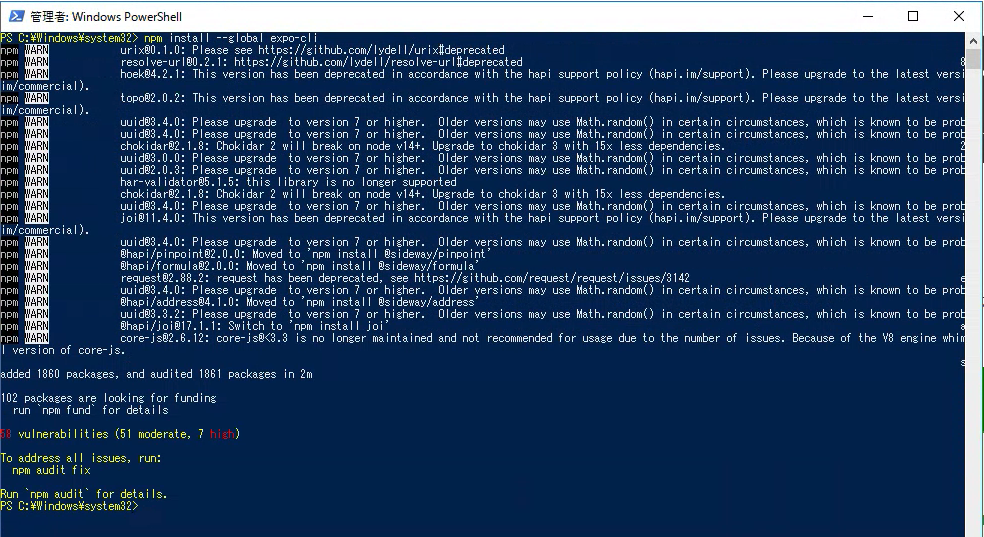 管理者: Windows PowerShell
PS C:¥Windows¥system32> npm install --global expo-cli
npm WARN urix@0.1.0: Please see https://github.com/lydell/urix#deprecated
npm WARN resolve-url@0.2.1: https://github.com/lydell/resolve-url#deprecated 8
npm WARN hoek@4.2.1: This version has been deprecated in accordance with the hapi support policy (hapi.im/support). Please upgrade to the latest versi
im/commercial).
npm WARN topo@2.0.2: This version has been deprecated in accordance with the hapi support policy (hapi.im/support). Please upgrade to the latest versi
im/commercial).
npm WARN uuid@3.4.0: Please upgrade  to version 7 or higher.  Older versions may use Math.random() in certain circumstances, which is known to be prob
npm WARN uuid@3.4.0: Please upgrade  to version 7 or higher.  Older versions may use Math.random() in certain circumstances, which is known to be prob
npm WARN chokidar@2.1.8: Chokidar 2 will break on node v14+. Upgrade to chokidar 3 with 15x less dependencies. 2
npm WARN uuid@3.0.0: Please upgrade  to version 7 or higher.  Older versions may use Math.random() in certain circumstances, which is known to be prob
npm WARN uuid@2.0.3: Please upgrade  to version 7 or higher.  Older versions may use Math.random() in certain circumstances, which is known to be prob
npm WARN har-validator@5.1.5: this library is no longer supported
npm WARN chokidar@2.1.8: Chokidar 2 will break on node v14+. Upgrade to chokidar 3 with 15x less dependencies.
npm WARN uuid@3.4.0: Please upgrade  to version 7 or higher.  Older versions may use Math.random() in certain circumstances, which is known to be prob
npm WARN joi@11.4.0: This version has been deprecated in accordance with the hapi support policy (hapi.im/support). Please upgrade to the latest versi
im/commercial).
npm WARN uuid@3.4.0: Please upgrade  to version 7 or higher.  Older versions may use Math.random() in certain circumstances, which is known to be prob
npm WARN @hapi/pinpoint@2.0.0: Moved to 'npm install @sideway/pinpoint'
npm WARN @hapi/formula@2.0.0: Moved to 'npm install @sideway/formula'
npm WARN request@2.88.2: request has been deprecated, see https://github.com/request/request/issues/3142 e
npm WARN uuid@3.4.0: Please upgrade  to version 7 or higher.  Older versions may use Math.random() in certain circumstances, which is known to be prob
npm WARN @hapi/address@4.1.0: Moved to 'npm install @sideway/address'
npm WARN uuid@3.3.2: Please upgrade  to version 7 or higher.  Older versions may use Math.random() in certain circumstances, which is known to be prob
npm WARN @hapi/joi@17.1.1: Switch to 'npm install joi' a
npm WARN core-js@2.6.12: core-js@<3.3 is no longer maintained and not recommended for usage due to the number of issues. Because of the V8 engine whim
l version of core-js.
s
added 1860 packages, and audited 1861 packages in 2m
102 packages are looking for funding
run `npm fund` for details
58 vulnerabilities (51 moderate, 7 high)
To address all issues, run:
npm audit fix
Run `npm audit` for details.
PS C:¥Windows¥system32>